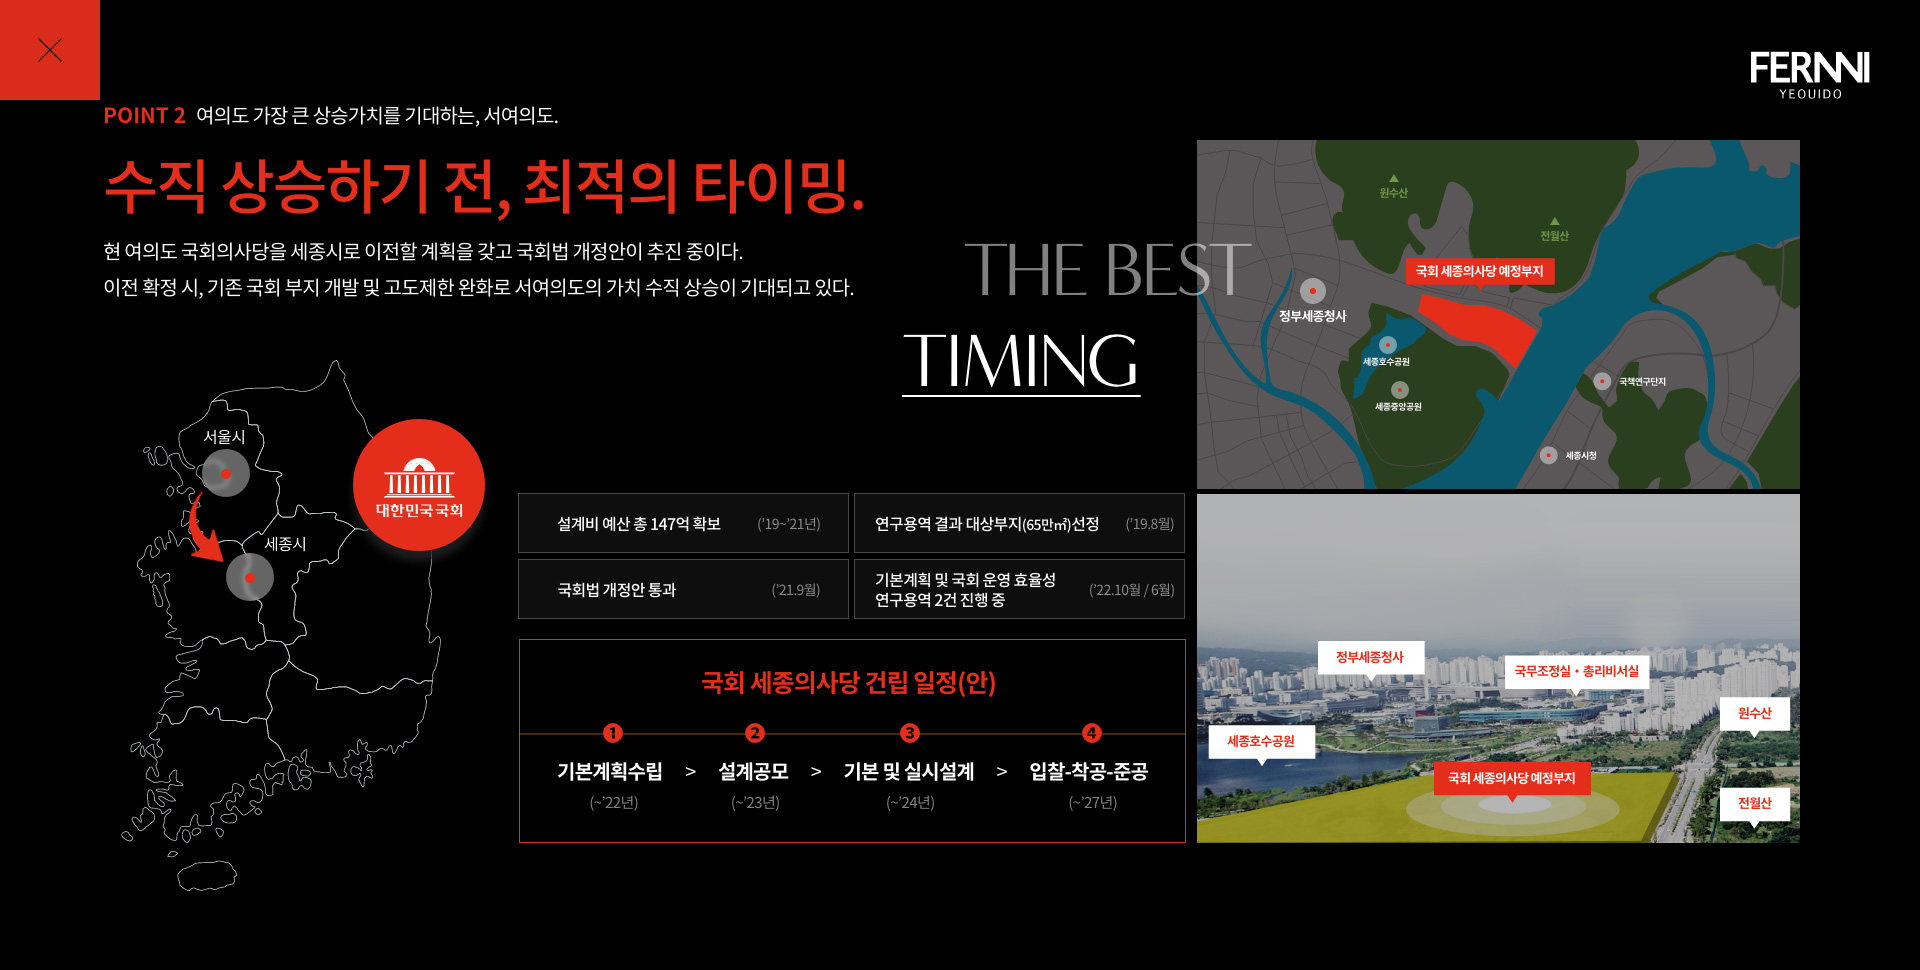 FERNNI
YEOUIDO
POINT 2 여의도 가장 큰 상승가치를 기대하는, 서여의도.
수직 상승하기 전, 최적의 타이밍.
현 여의도 국회의사당을 세종시로 이전할 계획을 갖고 국회법 개정안이 추진 중이다.
이전 확정 시, 기존 국회 부지 개발 및 고도제한 완화로 서여의도의 가치 수직 상승이 기대되고 있다.
THE BEST
TIMING
서울시
세종시
대한민국국회
설계비 예산 총 147억 확보 (’19~’21년)
연구용역 결과 대상부지(65만㎡)선정 (’19.8월)
국회법 개정안 통과 (’21.9월)
기본계획 및 국회 운영 효율성
연구용역 2건 진행 중 (’22.10월 / 6월)
국회 세종의사당 건립 일정(안)
1 2 3 4
기본계획수립 > 설계공모 > 기본 및 실시설계 > 입찰-착공-준공
(~’22년) (~’23년) (~’24년) (~’27년)
원수산
전월산
국회 세종의사당 예정부지
정부세종청사
세종호수공원
국책연구단지
세종중앙공원
세종시청
정부세종청사
국무조정실·총리비서실
원수산
세종호수공원
국회 세종의사당 예정부지
전월산